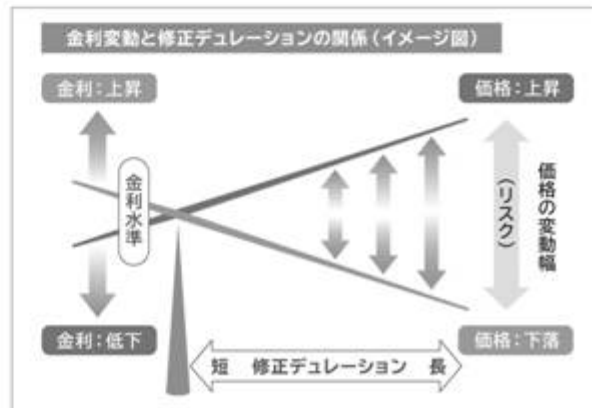 金利変動と修正デュレーションの関係（イメージ図）
金利：上昇
価格：上昇
金利水準
（リスク）
価格の変動幅
金利：低下
短　修正デュレーション　長
価格：下落